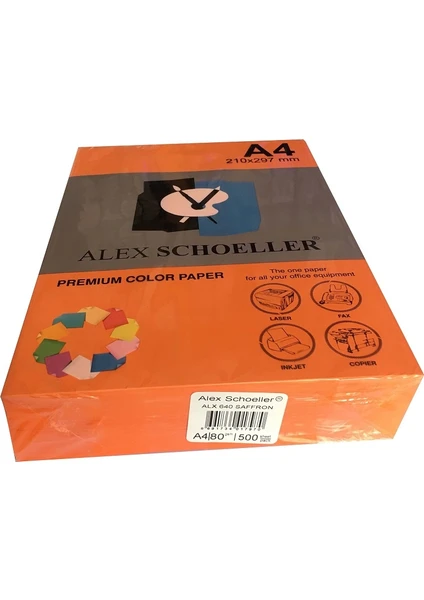 A4
210x297 mm
ALEX SCHOELLER®
PREMIUM COLOR PAPER
The one paper
for all your office equipment
LASER
FAX
INKJET
COPIER
Alex Schoeller®
ALX 640 SAFFRON
A4|80 gsm|500